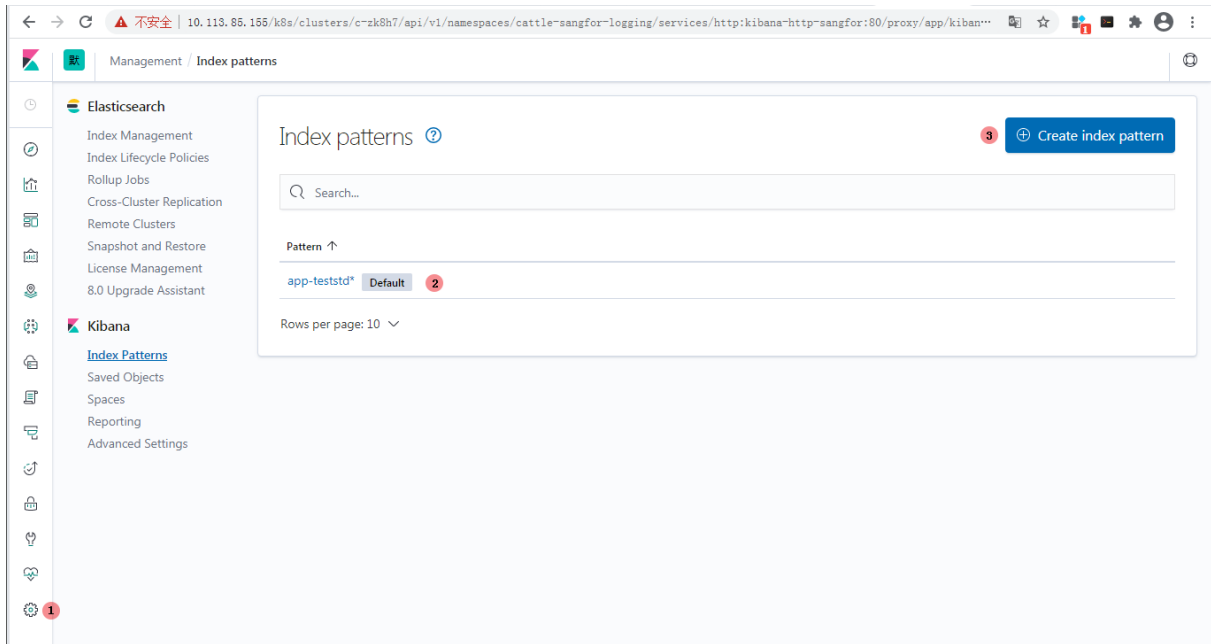 不安全 | 10.113.85.155/k8s/clusters/c-zk8h7/api/v1/namespaces/cattle-sangfor-logging/services/http:kibana-http-sangfor:80/proxy/app/kiban…
1
默 Management / Index patterns
Elasticsearch
Index Management
Index Lifecycle Policies
Rollup Jobs
Cross-Cluster Replication
Remote Clusters
Snapshot and Restore
License Management
8.0 Upgrade Assistant
Kibana
Index Patterns
Saved Objects
Spaces
Reporting
Advanced Settings
1
Index patterns ?
3 Create index pattern
Search...
Pattern ↑
app-teststd* Default 2
Rows per page: 10